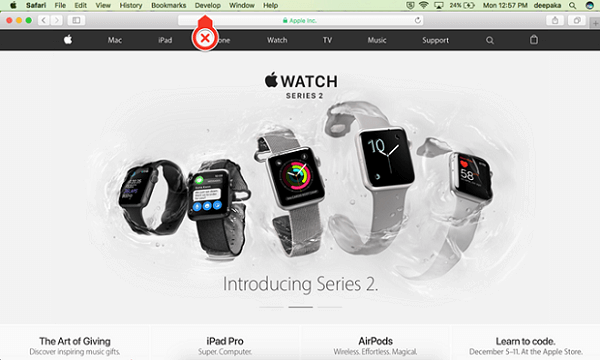 Safari File Edit View History Bookmarks Develop Window Help 24% Mon 12:57 PM deepaka
Apple Inc.
Mac iPad one Watch TV Music Support
WATCH
SERIES 2
10
09
58
Introducing Series 2.
The Art of Giving iPad Pro AirPods Learn to code.
Discover inspiring music gifts. Super. Computer. Wireless. Effortless. Magical. December 5–11. At the Apple Store.